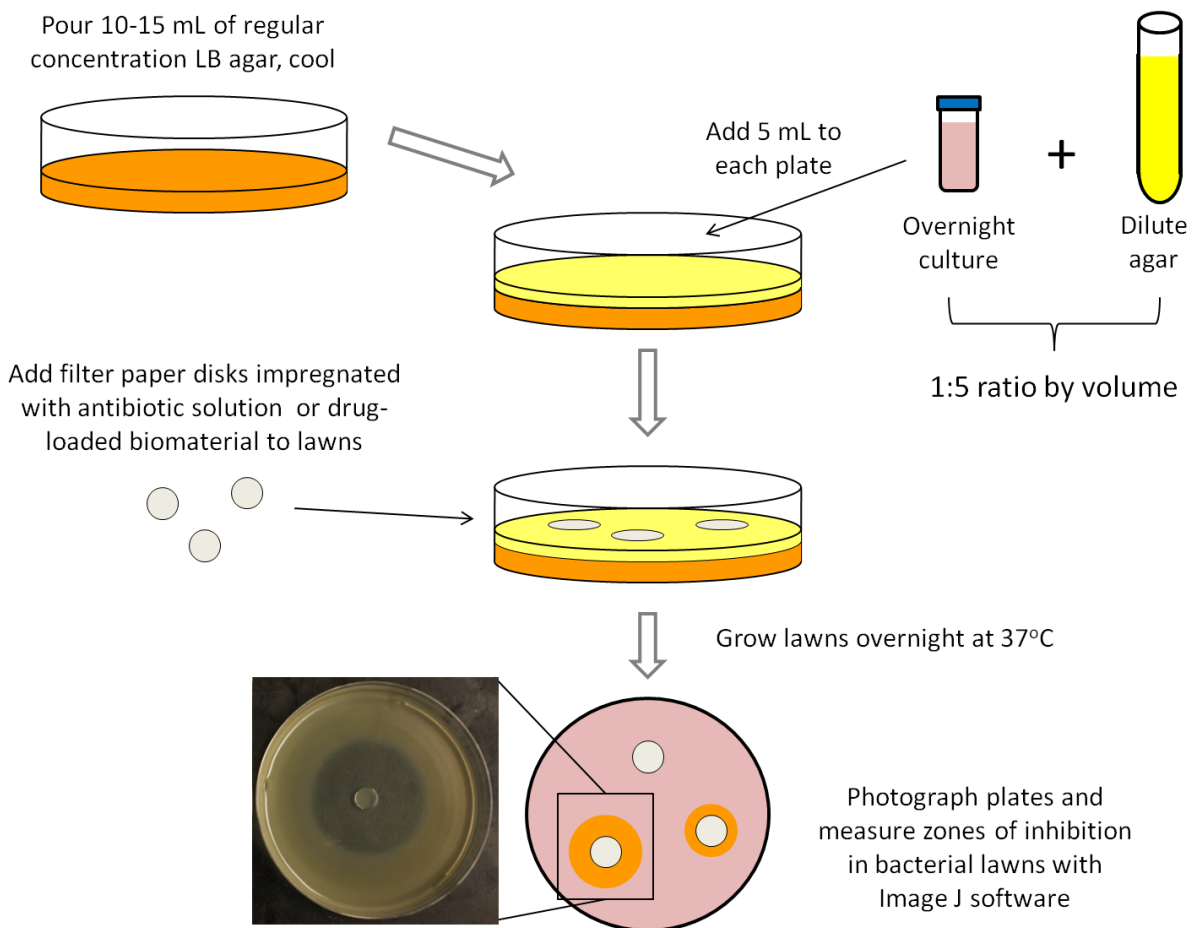 Pour 10-15 mL of regular
concentration LB agar, cool
Add 5 mL to
each plate
+
Overnight
culture
Dilute
agar
1:5 ratio by volume
Add filter paper disks impregnated
with antibiotic solution or drug-
loaded biomaterial to lawns
Grow lawns overnight at 37°C
Photograph plates and
measure zones of inhibition
in bacterial lawns with
Image J software